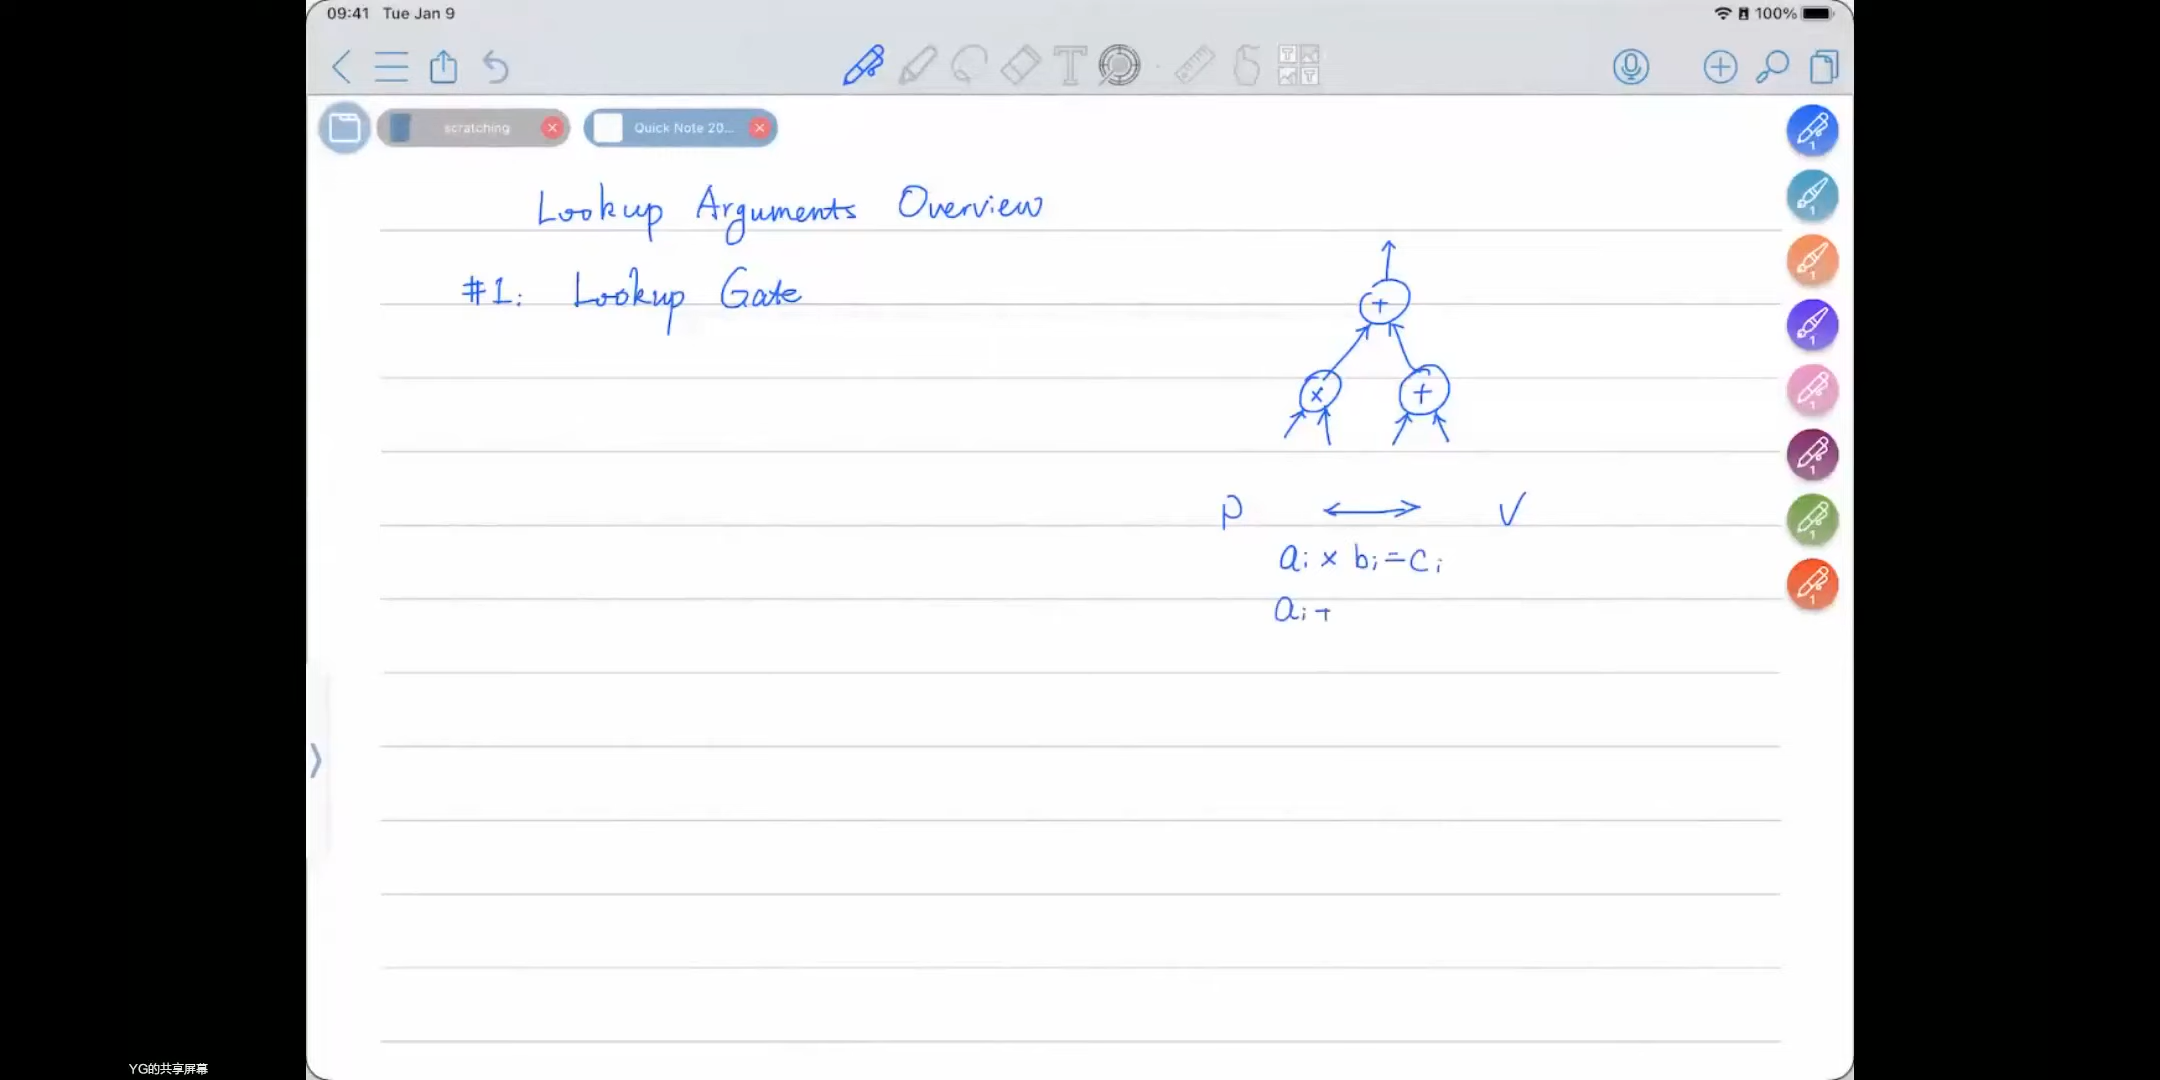 09:41 Tue Jan 9
100%
scratching
Quick Note 20...
Lookup Arguments Overview
#1: Lookup Gate
+
× +
P ⟷ V
aᵢ × bᵢ = cᵢ
aᵢ +
YG的共享屏幕